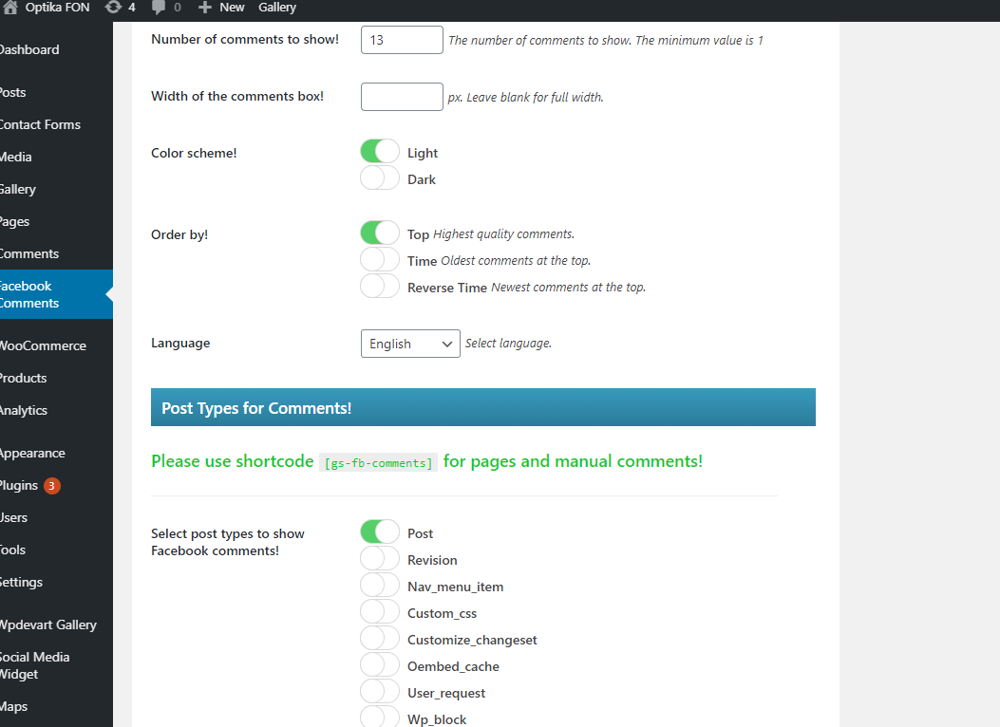 Optika FON 4 0 New Gallery
Dashboard
Posts
Contact Forms
Media
Gallery
Pages
Comments
Facebook
Comments
WooCommerce
Products
Analytics
Appearance
Plugins 3
Users
Tools
Settings
Wpdevart Gallery
Social Media
Widget
Maps
Number of comments to show! 13 The number of comments to show. The minimum value is 1
Width of the comments box! px. Leave blank for full width.
Color scheme! Light
Dark
Order by! Top Highest quality comments.
Time Oldest comments at the top.
Reverse Time Newest comments at the top.
Language English Select language.
Post Types for Comments!
Please use shortcode [gs-fb-comments] for pages and manual comments!
Select post types to show
Facebook comments!
Post
Revision
Nav_menu_item
Custom_css
Customize_changeset
Oembed_cache
User_request
Wp_block